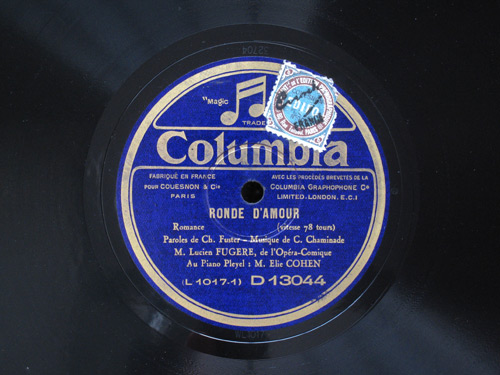 32704
"Magic
TRADE
Columbia
FABRIQUÉ EN FRANCE
POUR COUESNON & Cie
PARIS
AVEC LES PROCÉDÉS BREVETÉS DE LA
COLUMBIA GRAPHOPHONE Co
LIMITED. LONDON. E.C.I
RONDE D'AMOUR
Romance (vitesse 78 tours)
Paroles de Ch. Fuster - Musique de C. Chaminade
M. Lucien FUGERE, de l'Opéra-Comique
Au Piano Pleyel : M. Elie COHEN
(L 1017-1) D 13044
FRANCE